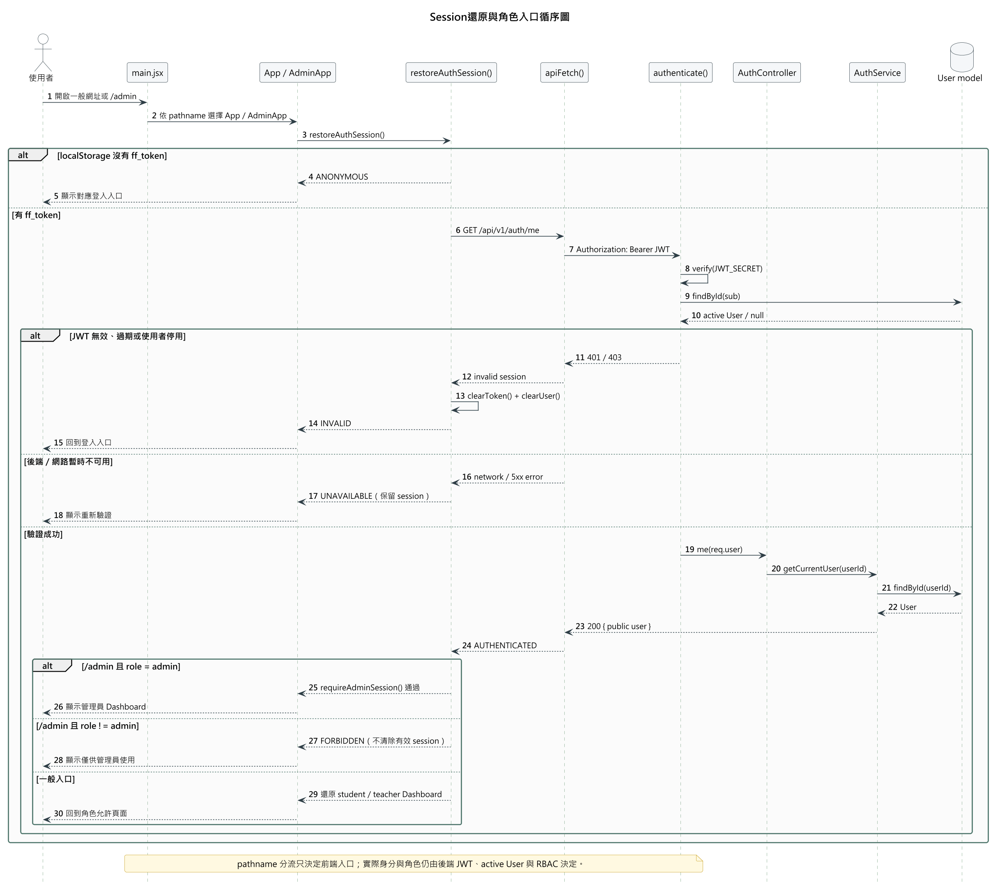 Session還原與角色入口循序圖
使用者
main.jsx
App / AdminApp
restoreAuthSession()
apiFetch()
authenticate()
AuthController
AuthService
User model
1 開啟一般網址或 /admin
2 依 pathname 選擇 App / AdminApp
3 restoreAuthSession()
alt [localStorage 沒有 ff_token]
4 ANONYMOUS
5 顯示對應登入入口
[有 ff_token]
6 GET /api/v1/auth/me
7 Authorization: Bearer JWT
8 verify(JWT_SECRET)
9 findById(sub)
10 active User / null
alt [JWT 無效、過期或使用者停用]
11 401 / 403
12 invalid session
13 clearToken() + clearUser()
14 INVALID
15 回到登入入口
[後端 / 網路暫時不可用]
16 network / 5xx error
17 UNAVAILABLE（保留 session）
18 顯示重新驗證
[驗證成功]
19 me(req.user)
20 getCurrentUser(userId)
21 findById(userId)
22 User
23 200 { public user }
24 AUTHENTICATED
alt [/admin 且 role = admin]
25 requireAdminSession() 通過
26 顯示管理員 Dashboard
[/admin 且 role ! = admin]
27 FORBIDDEN（不清除有效 session）
28 顯示僅供管理員使用
[一般入口]
29 還原 student / teacher Dashboard
30 回到角色允許頁面
pathname 分流只決定前端入口；實際身分與角色仍由後端 JWT、active User 與 RBAC 決定。